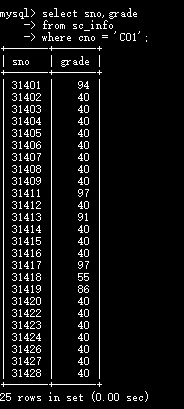 mysql> select sno,grade
-> from sc_info
-> where cno = 'C01';
sno | grade
31401 | 94
31402 | 40
31403 | 40
31404 | 40
31405 | 40
31406 | 40
31407 | 40
31408 | 40
31409 | 40
31411 | 97
31412 | 40
31413 | 91
31414 | 40
31415 | 40
31416 | 40
31417 | 97
31418 | 55
31419 | 86
31420 | 40
31422 | 40
31423 | 40
31424 | 40
31426 | 40
31427 | 40
31428 | 40
25 rows in set (0.00 sec)